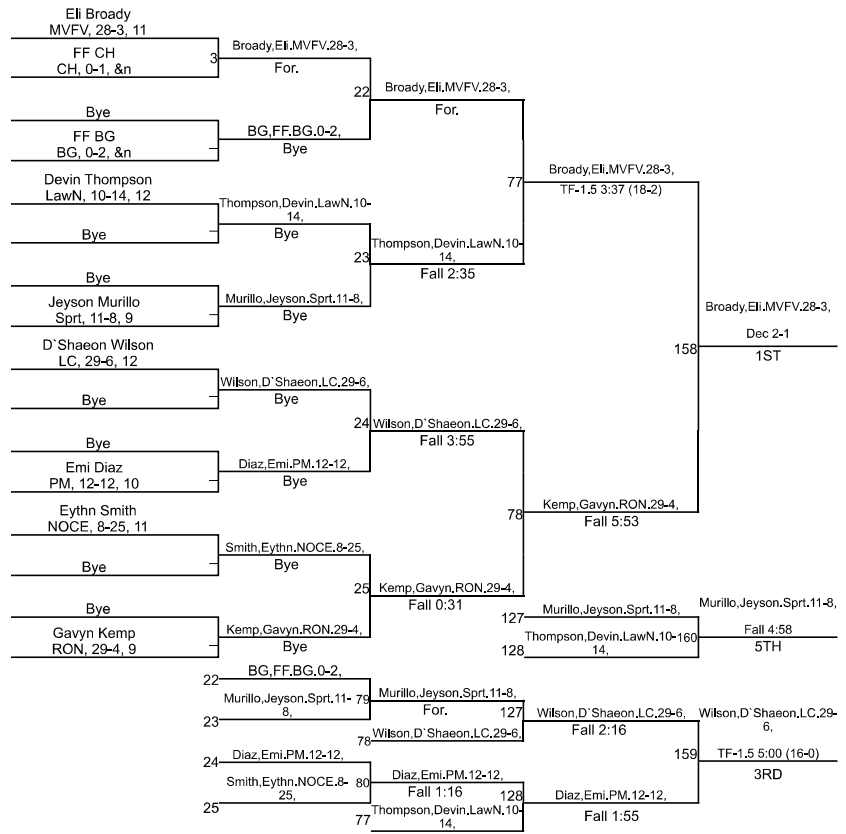 Eli Broady
MVFV, 28-3, 11
FF CH
CH, 0-1, &n
3
Broady,Eli.MVFV.28-3,
For.
Bye
FF BG
BG, 0-2, &n
BG,FF.BG.0-2,
Bye
22
Broady,Eli.MVFV.28-3,
For.
Devin Thompson
LawN, 10-14, 12
Bye
Thompson,Devin.LawN.10-
14,
Bye
Bye
Jeyson Murillo
Sprt, 11-8, 9
Murillo,Jeyson.Sprt.11-8,
Bye
23
Thompson,Devin.LawN.10-
14,
Fall 2:35
77
Broady,Eli.MVFV.28-3,
TF-1.5 3:37 (18-2)
D`Shaeon Wilson
LC, 29-6, 12
Bye
Wilson,D`Shaeon.LC.29-6,
Bye
Bye
Emi Diaz
PM, 12-12, 10
Diaz,Emi.PM.12-12,
Bye
24
Wilson,D`Shaeon.LC.29-6,
Fall 3:55
Eythn Smith
NOCE, 8-25, 11
Bye
Smith,Eythn.NOCE.8-25,
Bye
Bye
Gavyn Kemp
RON, 29-4, 9
Kemp,Gavyn.RON.29-4,
Bye
25
Kemp,Gavyn.RON.29-4,
Fall 0:31
78
Kemp,Gavyn.RON.29-4,
Fall 5:53
158
Broady,Eli.MVFV.28-3,
Dec 2-1
1ST
127
Murillo,Jeyson.Sprt.11-8,
128
Thompson,Devin.LawN.10-
14,
160
Murillo,Jeyson.Sprt.11-8,
Fall 4:58
5TH
22
BG,FF.BG.0-2,
23
Murillo,Jeyson.Sprt.11-
8,
79
Murillo,Jeyson.Sprt.11-8,
For.
78
Wilson,D`Shaeon.LC.29-6,
127
Wilson,D`Shaeon.LC.29-6,
Fall 2:16
24
Diaz,Emi.PM.12-12,
25
Smith,Eythn.NOCE.8-
25,
80
Diaz,Emi.PM.12-12,
Fall 1:16
77
Thompson,Devin.LawN.10-
14,
128
Diaz,Emi.PM.12-12,
Fall 1:55
159
Wilson,D`Shaeon.LC.29-
6,
TF-1.5 5:00 (16-0)
3RD